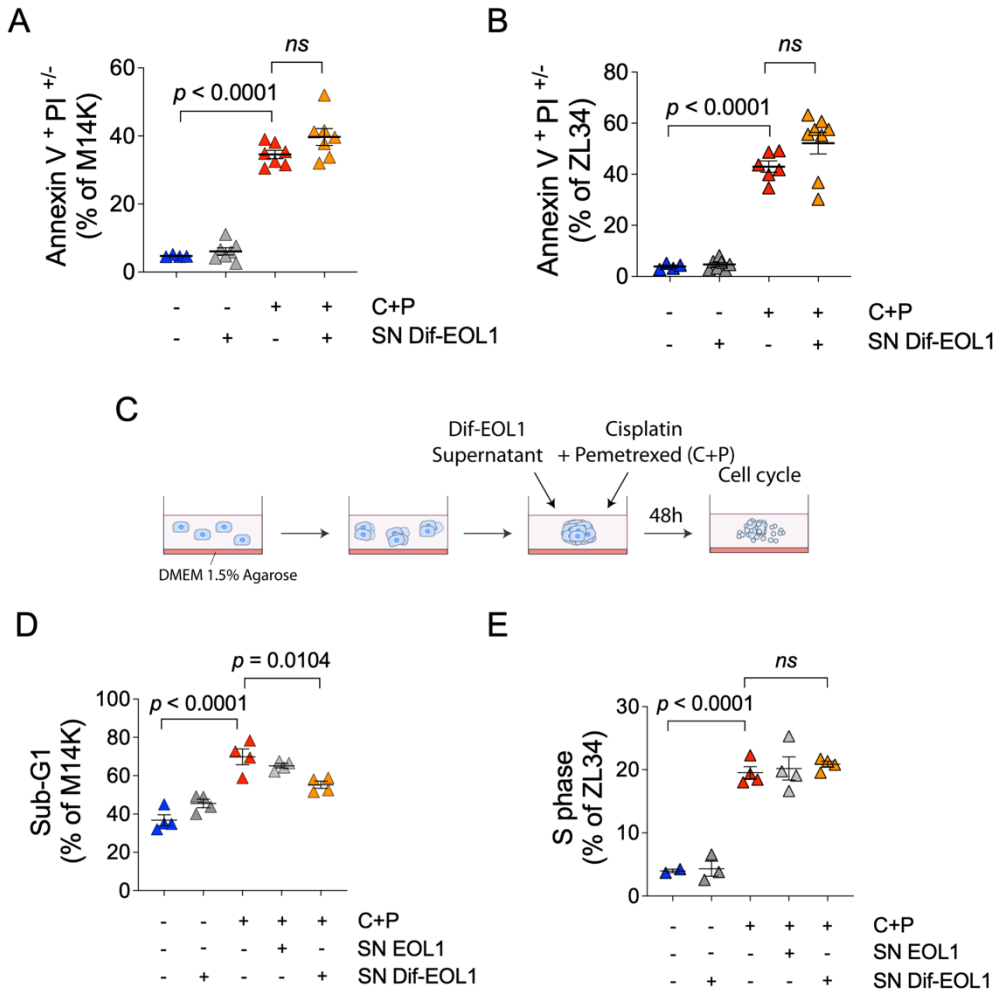 A
Annexin V + PI +/-
(% of M14K)
60
40
20
0
p < 0.0001
ns
- - + + C+P
- + - + SN Dif-EOL1
B
Annexin V + PI +/-
(% of ZL34)
80
60
40
20
0
p < 0.0001
ns
- - + + C+P
- + - + SN Dif-EOL1
C
Dif-EOL1 Cisplatin
Supernatant + Pemetrexed (C+P)
Cell cycle
48h
DMEM 1.5% Agarose
D
Sub-G1
(% of M14K)
100
80
60
40
20
0
p < 0.0001
p = 0.0104
- - + + + C+P
- - - + - SN EOL1
- + - - + SN Dif-EOL1
E
S phase
(% of ZL34)
30
20
10
0
p < 0.0001
ns
- - + + + C+P
- - - + - SN EOL1
- + - - + SN Dif-EOL1